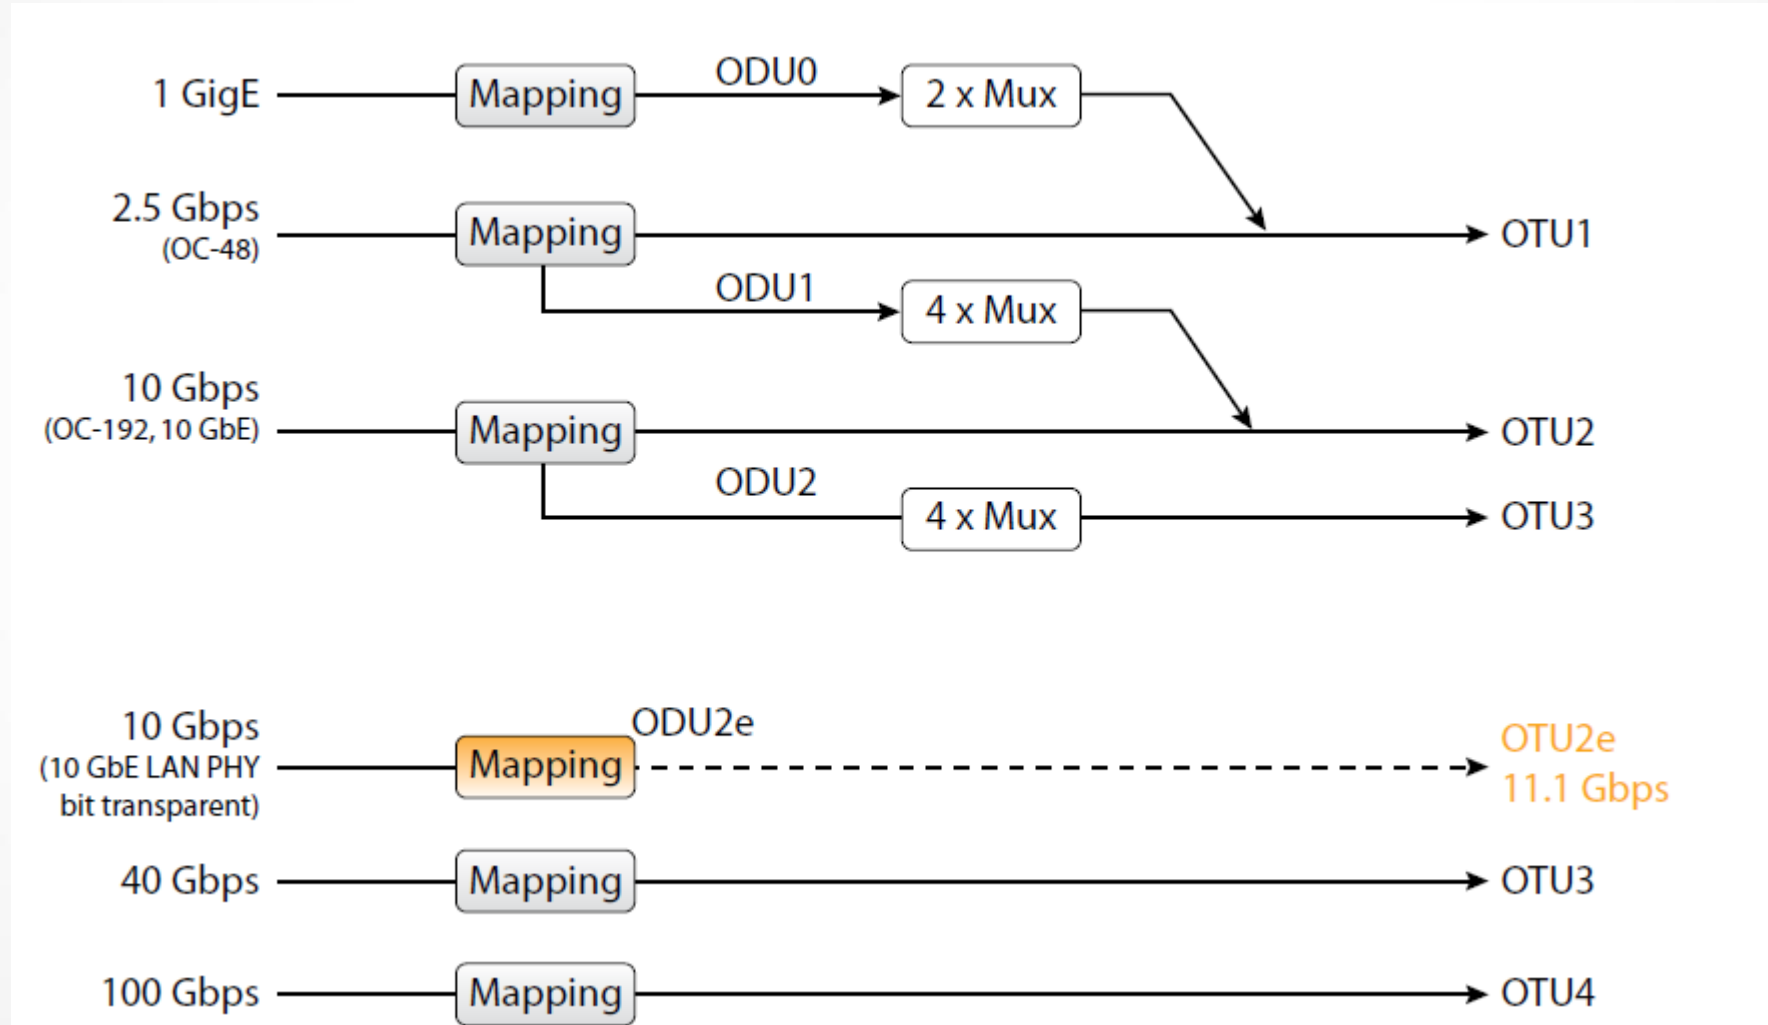 1 GigE
Mapping
ODU0
2 x Mux
2.5 Gbps
(OC-48)
Mapping
OTU1
ODU1
4 x Mux
10 Gbps
(OC-192, 10 GbE)
Mapping
OTU2
ODU2
4 x Mux
OTU3
10 Gbps
(10 GbE LAN PHY
bit transparent)
Mapping
ODU2e
OTU2e
11.1 Gbps
40 Gbps
Mapping
OTU3
100 Gbps
Mapping
OTU4